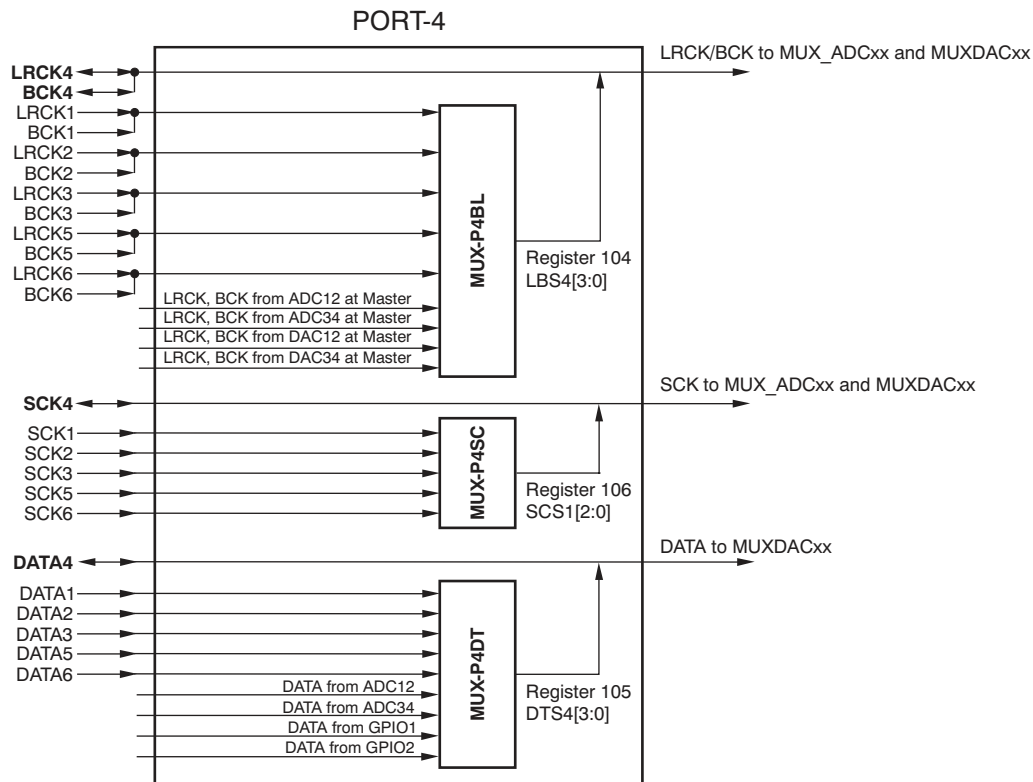 PORT-4
LRCK/BCK to MUX_ADCxx and MUXDACxx
LRCK4
BCK4
LRCK1
BCK1
LRCK2
BCK2
LRCK3
BCK3
LRCK5
BCK5
LRCK6
BCK6
LRCK, BCK from ADC12 at Master
LRCK, BCK from ADC34 at Master
LRCK, BCK from DAC12 at Master
LRCK, BCK from DAC34 at Master
MUX-P4BL
Register 104
LBS4[3:0]
SCK to MUX_ADCxx and MUXDACxx
SCK4
SCK1
SCK2
SCK3
SCK5
SCK6
MUX-P4SC
Register 106
SCS1[2:0]
DATA to MUXDACxx
DATA4
DATA1
DATA2
DATA3
DATA5
DATA6
DATA from ADC12
DATA from ADC34
DATA from GPIO1
DATA from GPIO2
MUX-P4DT
Register 105
DTS4[3:0]